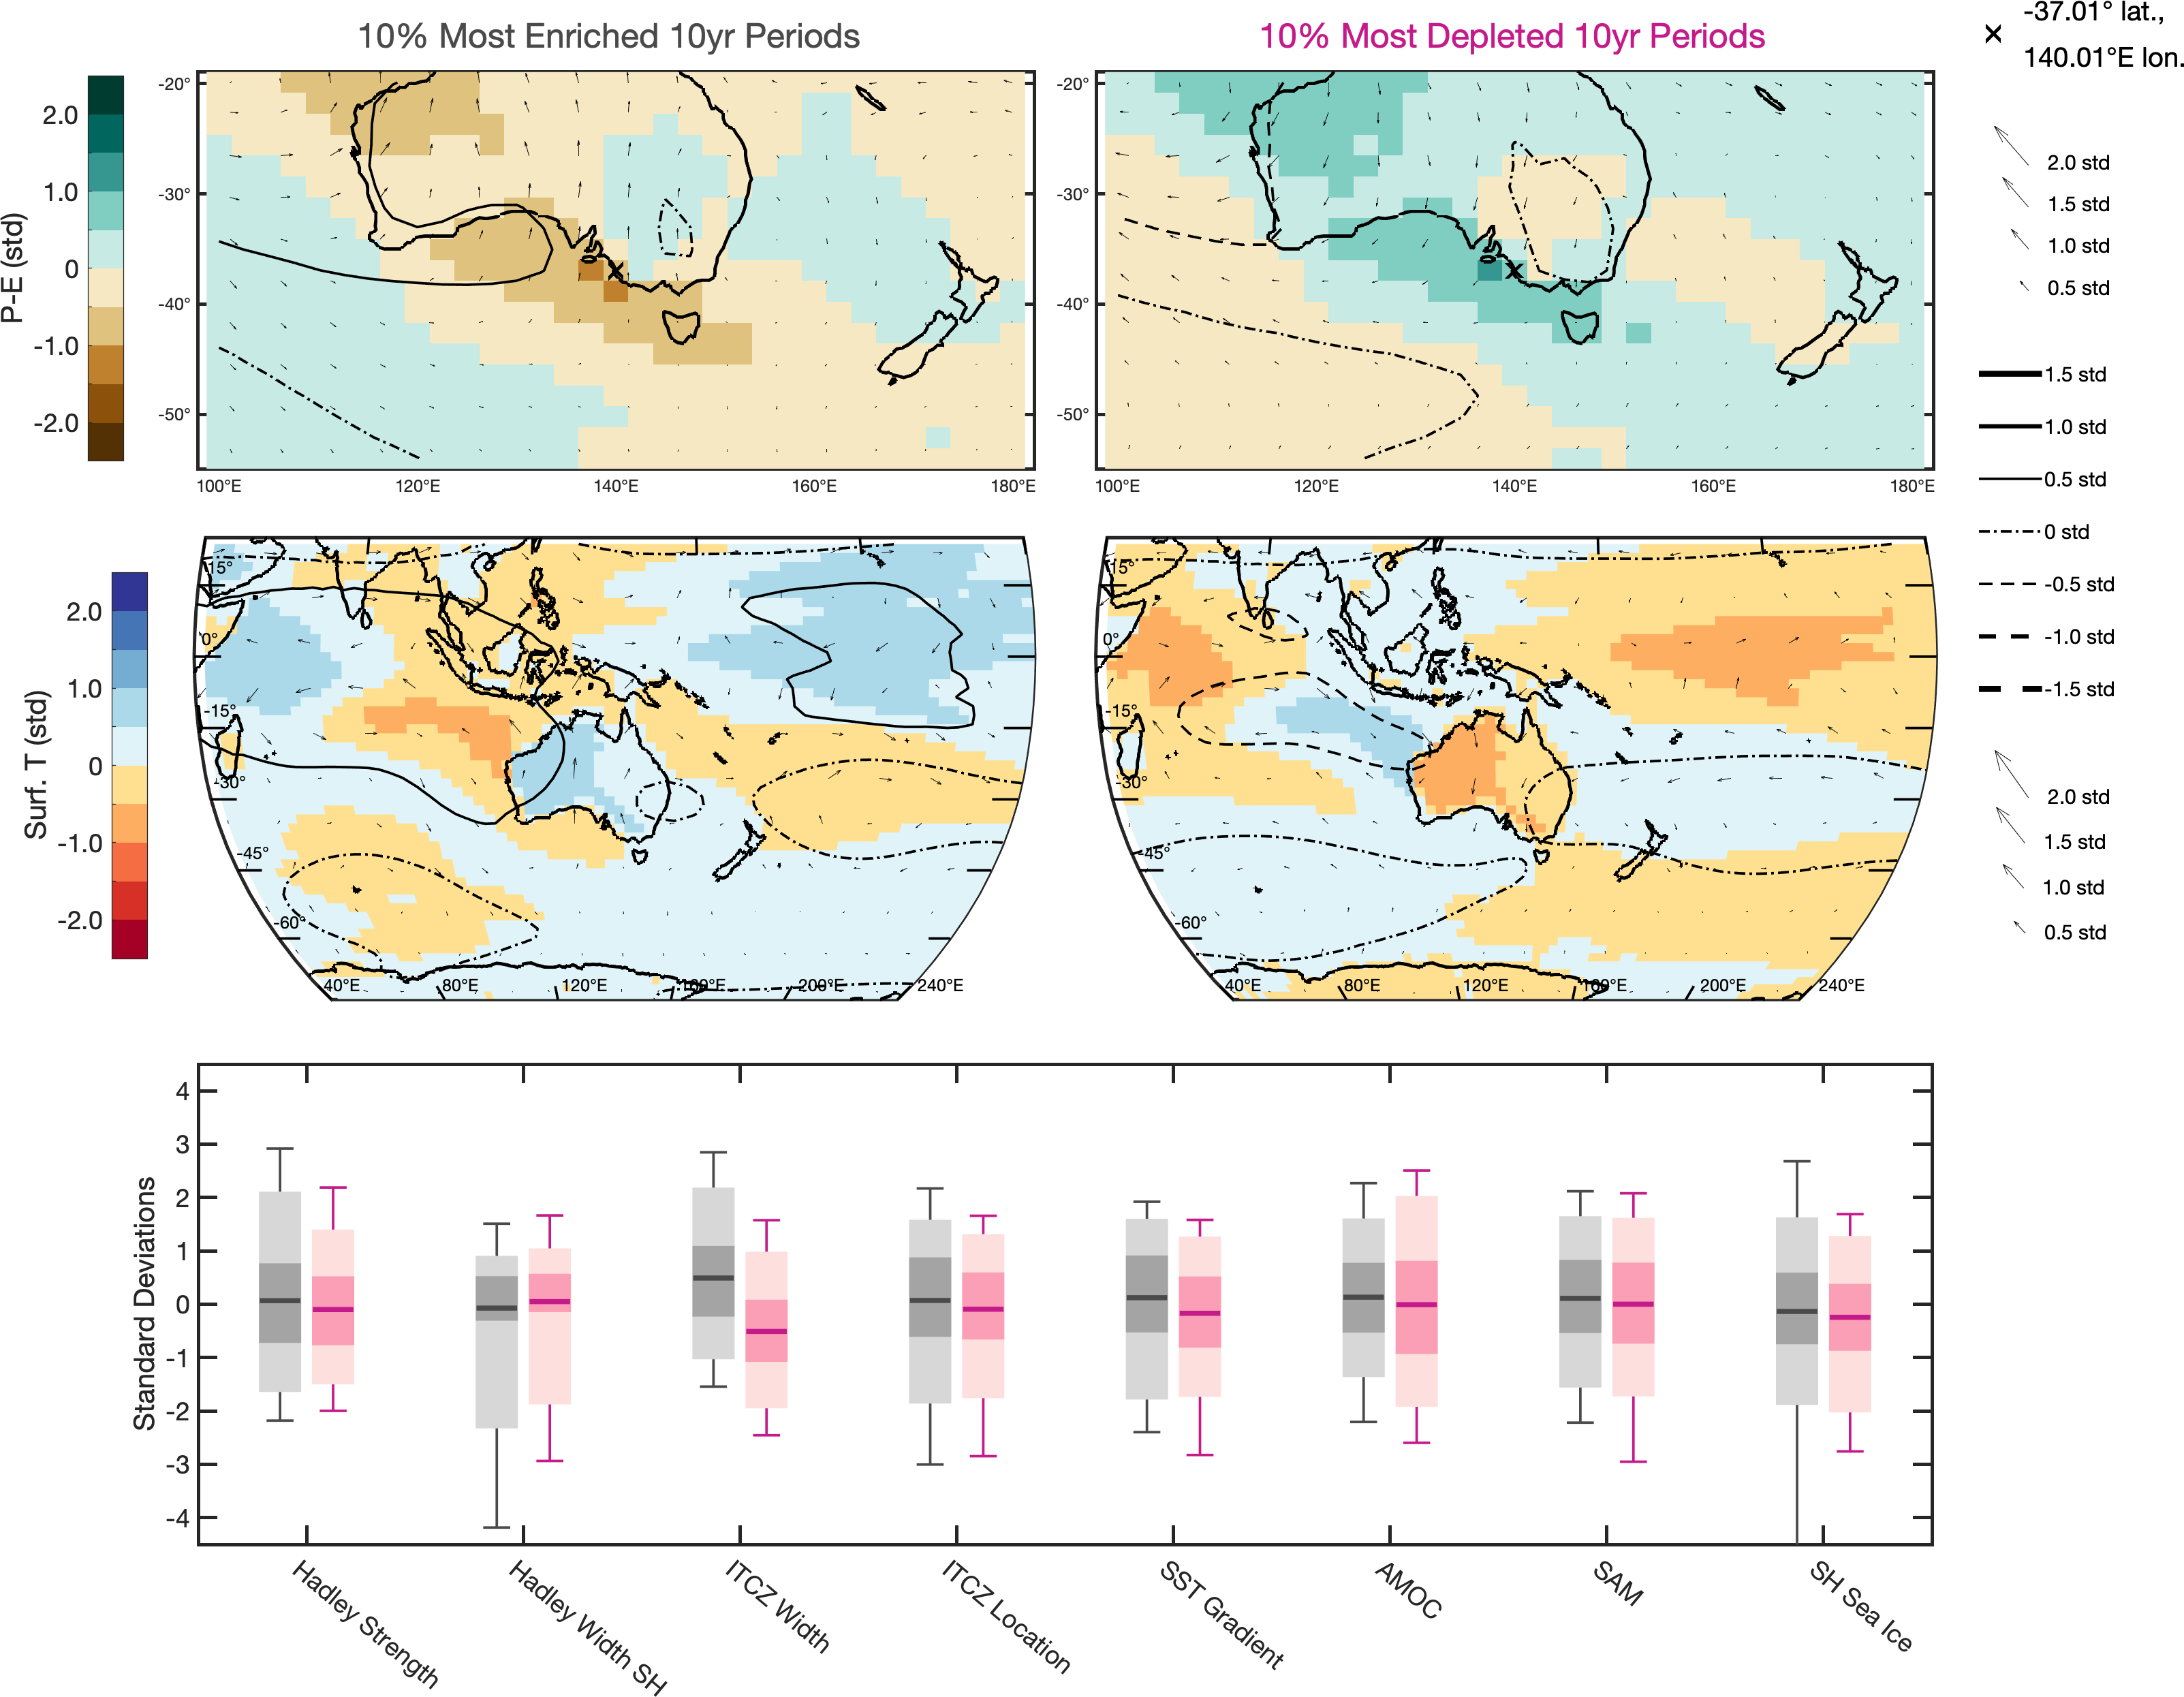 10% Most Enriched 10yr Periods
10% Most Depleted 10yr Periods
-37.01° lat.,
140.01°E lon.
P-E (std)
2.0
1.0
0
-1.0
-2.0
-20°
-30°
-40°
-50°
100°E 120°E 140°E 160°E 180°E
-20°
-30°
-40°
-50°
100°E 120°E 140°E 160°E 180°E
2.0 std
1.5 std
1.0 std
0.5 std
1.5 std
1.0 std
0.5 std
0 std
-0.5 std
-1.0 std
-1.5 std
Surf. T (std)
2.0
1.0
0
-1.0
-2.0
15°
0°
-15°
-30°
-45°
-60°
40°E 80°E 120°E 160°E 200°E 240°E
15°
0°
-15°
-30°
-45°
-60°
40°E 80°E 120°E 160°E 200°E 240°E
2.0 std
1.5 std
1.0 std
0.5 std
Standard Deviations
4
3
2
1
0
-1
-2
-3
-4
Hadley Strength
Hadley Width SH
ITCZ Width
ITCZ Location
SST Gradient
AMOC
SAM
SH Sea Ice